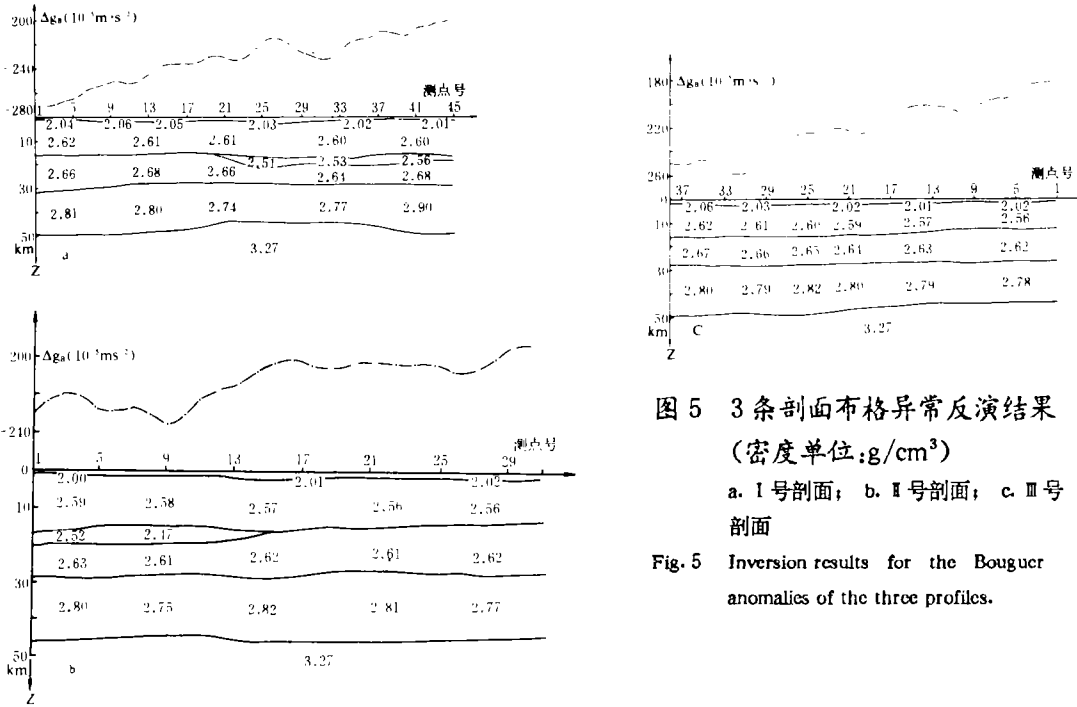 200 Δgʙ(10⁻⁵m·s⁻²)
-240
测点号
-280 1 5 9 13 17 21 25 29 33 37 41 45
2.04 2.06 2.05 2.03 2.02 2.01
10 2.62 2.61 2.61 2.60 2.60
2.51 2.53 2.56
2.66 2.68 2.66 2.64 2.68
30
2.81 2.80 2.74 2.77 2.90
50
km a 3.27
Z
200 Δgʙ(10⁻⁵ms⁻²)
-210
测点号
0 1 5 9 13 17 21 25 29
2.00 2.01 2.02
10 2.59 2.58 2.57 2.56 2.56
2.52 2.47
2.63 2.61 2.62 2.61 2.62
30
2.80 2.75 2.82 2.81 2.77
50
km b 3.27
Z
180 Δgʙ(10 m·s )
220
260 测点号
37 33 29 25 21 17 13 9 5 1
0 2.06 2.03 2.02 2.01 2.02
10 2.62 2.61 2.60 2.59 2.57 2.56
2.67 2.66 2.65 2.64 2.63 2.62
30
2.80 2.79 2.82 2.80 2.79 2.78
50
km C 3.27
Z
图 5 3 条剖面布格异常反演结果
(密度单位:g/cm³)
a. Ⅰ号剖面; b. Ⅱ号剖面; c. Ⅲ号
剖面
Fig. 5 Inversion results for the Bouguer
anomalies of the three profiles.